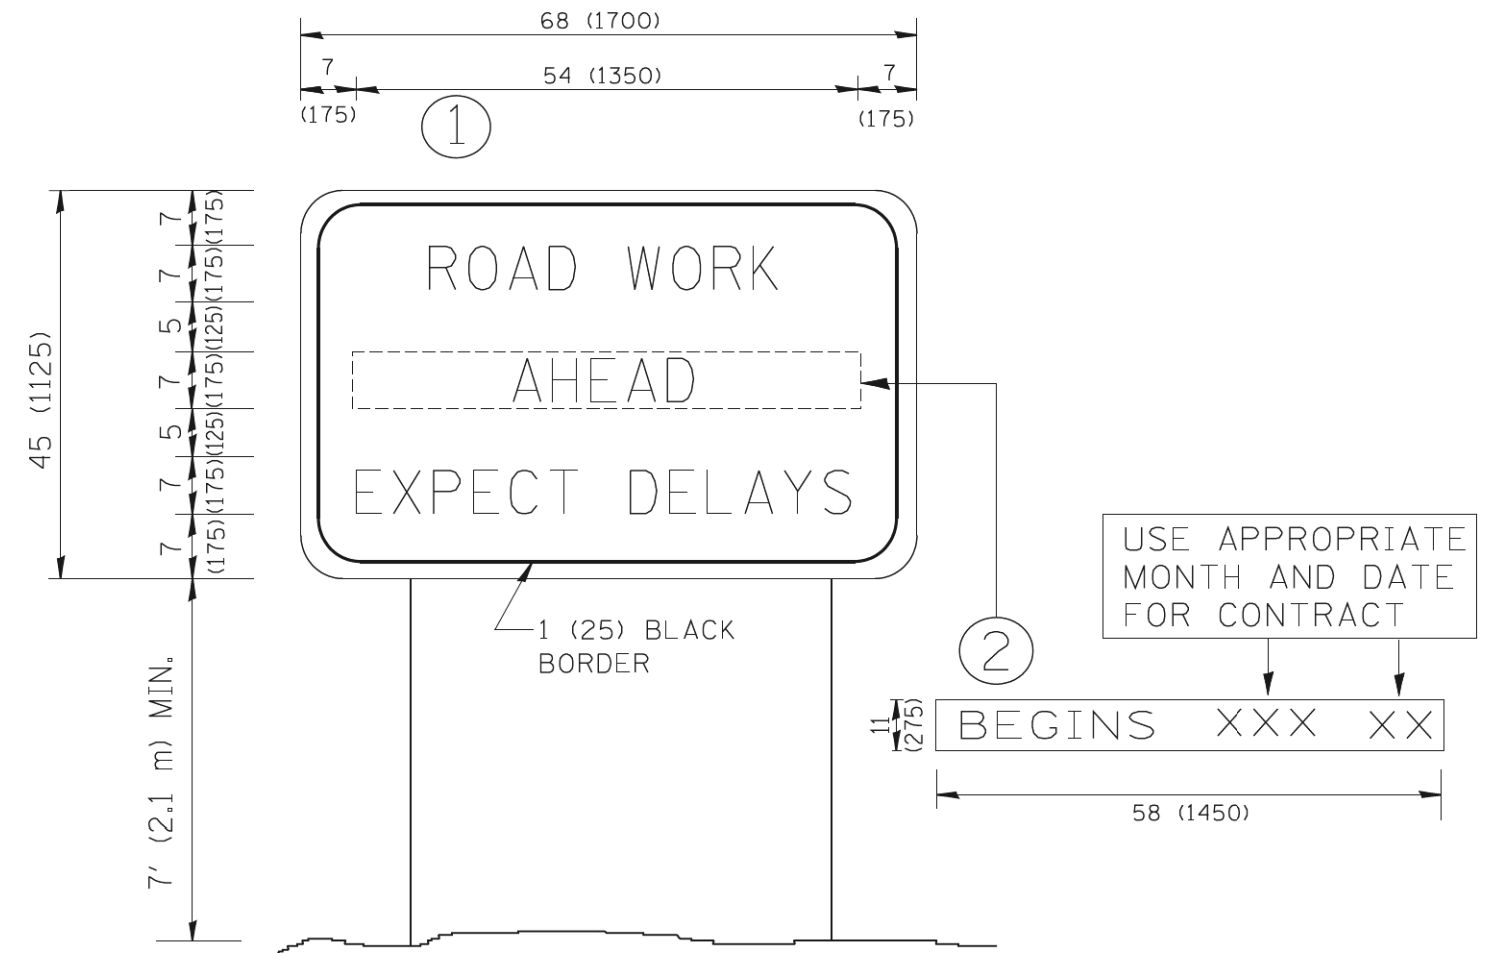 68 (1700)
7
54 (1350)
7
(175)
(175)
1
ROAD WORK
AHEAD
EXPECT DELAYS
45 (1125)
7
(175)
7
(175)
5
(125)
7
(175)
5
(125)
7
(175)
7
(175)
1 (25) BLACK
BORDER
7' (2.1 m) MIN.
2
USE APPROPRIATE
MONTH AND DATE
FOR CONTRACT
11
(275)
BEGINS XXX XX
58 (1450)